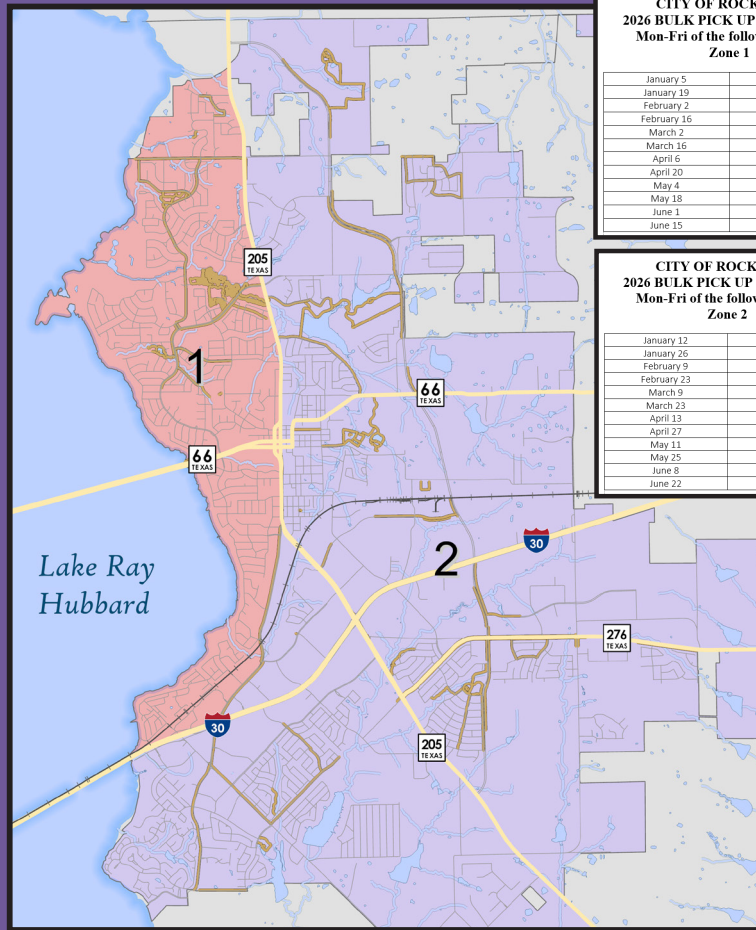 CITY OF ROCK
2026 BULK PICK UP
Mon-Fri of the follow
Zone 1
January 5
January 19
February 2
February 16
March 2
March 16
April 6
April 20
May 4
May 18
June 1
June 15
CITY OF ROCK
2026 BULK PICK UP
Mon-Fri of the follow
Zone 2
January 12
January 26
February 9
February 23
March 9
March 23
April 13
April 27
May 11
May 25
June 8
June 22
205
TEXAS
1
66
TEXAS
66
TEXAS
30
2
Lake Ray
Hubbard
276
TEXAS
30
205
TEXAS